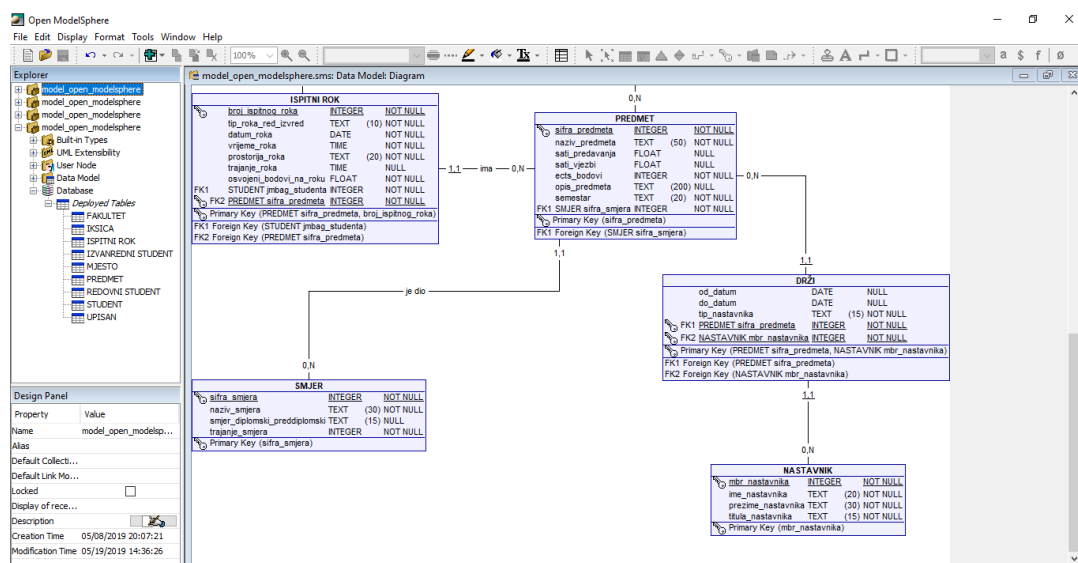 Open ModelSphere
File Edit Display Format Tools Window Help
100%
a $ f ø
Explorer
model_open_modelsphere
model_open_modelsphere
model_open_modelsphere
model_open_modelsphere
Built-in Types
UML Extensibility
User Node
Data Model
Database
Deployed Tables
FAKULTET
IKSICA
ISPITNI ROK
IZVANREDNI STUDENT
MJESTO
PREDMET
REDOVNI STUDENT
STUDENT
UPISAN
Design Panel
Property Value
Name model_open_modelsp...
Alias
Default Collecti...
Default Link Mo...
Locked
Display of rece...
Description
Creation Time 05/08/2019 20:07:21
Modification Time 05/19/2019 14:36:26
model_open_modelsphere.sms: Data Model: Diagram
ISPITNI ROK
broj_ispitnog_roka INTEGER NOT NULL
tip_roka_red_izvred TEXT (10) NOT NULL
datum_roka DATE NOT NULL
vrijeme_roka TIME NOT NULL
prostorija_roka TEXT (20) NOT NULL
trajanje_roka TIME NULL
osvojeni_bodovi_na_roku FLOAT NOT NULL
FK1 STUDENT jmbag_studenta INTEGER NOT NULL
FK2 PREDMET sifra_predmeta INTEGER NOT NULL
Primary Key (PREDMET sifra_predmeta, broj_ispitnog_roka)
FK1 Foreign Key (STUDENT jmbag_studenta)
FK2 Foreign Key (PREDMET sifra_predmeta)
1,1 ima 0,N
0,N
PREDMET
sifra_predmeta INTEGER NOT NULL
naziv_predmeta TEXT (50) NOT NULL
sati_predavanja FLOAT NULL
sati_vjezbi FLOAT NULL
ects_bodovi INTEGER NOT NULL
opis_predmeta TEXT (200) NULL
semestar TEXT (20) NOT NULL
FK1 SMJER sifra_smjera INTEGER NOT NULL
Primary Key (sifra_predmeta)
FK1 Foreign Key (SMJER sifra_smjera)
0,N
1,1
je dio
0,N
1,1
DRŽI
od_datum DATE NULL
do_datum DATE NULL
tip_nastavnika TEXT (15) NOT NULL
FK1 PREDMET sifra_predmeta INTEGER NOT NULL
FK2 NASTAVNIK mbr_nastavnika INTEGER NOT NULL
Primary Key (PREDMET sifra_predmeta, NASTAVNIK mbr_nastavnika)
FK1 Foreign Key (PREDMET sifra_predmeta)
FK2 Foreign Key (NASTAVNIK mbr_nastavnika)
1,1
0,N
SMJER
sifra_smjera INTEGER NOT NULL
naziv_smjera TEXT (30) NOT NULL
smjer_diplomski_preddiplomski TEXT (15) NULL
trajanje_smjera INTEGER NOT NULL
Primary Key (sifra_smjera)
NASTAVNIK
mbr_nastavnika INTEGER NOT NULL
ime_nastavnika TEXT (20) NOT NULL
prezime_nastavnika TEXT (30) NOT NULL
titula_nastavnika TEXT (15) NOT NULL
Primary Key (mbr_nastavnika)